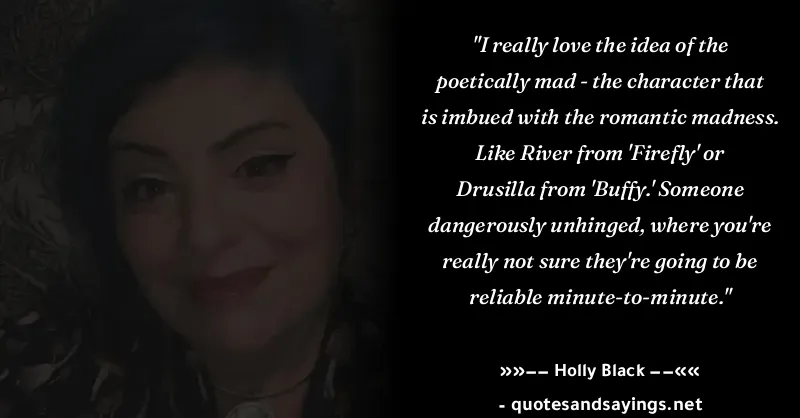 "I really love the idea of the
poetically mad - the character that
is imbued with the romantic madness.
Like River from 'Firefly' or
Drusilla from 'Buffy.' Someone
dangerously unhinged, where you're
really not sure they're going to be
reliable minute-to-minute."
»»−− Holly Black −−««
- quotesandsayings.net